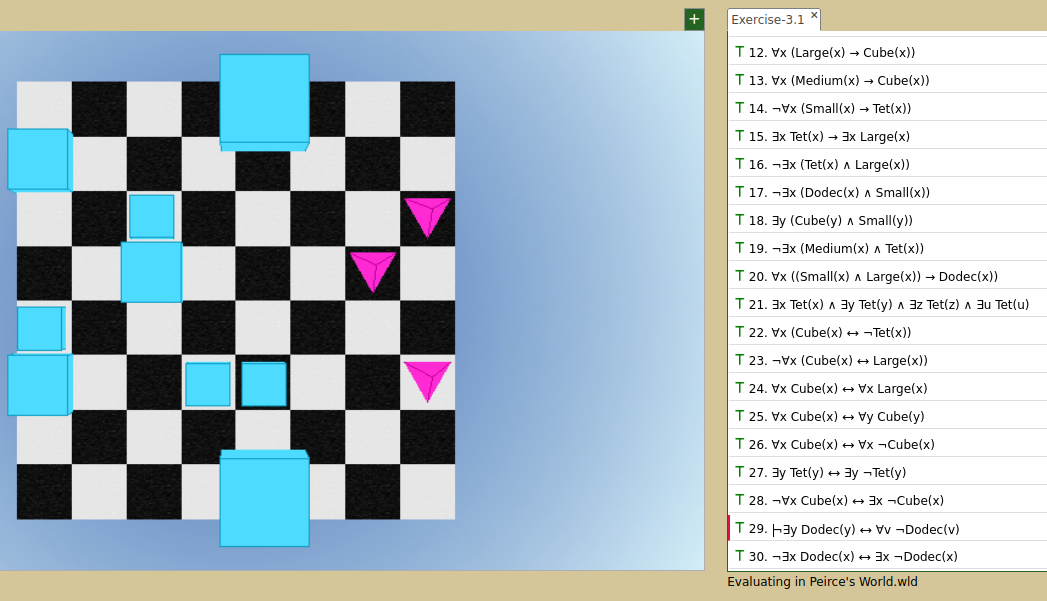 +
Exercise-3.1 ×
T 12. ∀x (Large(x) → Cube(x))
T 13. ∀x (Medium(x) → Cube(x))
T 14. ¬∀x (Small(x) → Tet(x))
T 15. ∃x Tet(x) → ∃x Large(x)
T 16. ¬∃x (Tet(x) ∧ Large(x))
T 17. ¬∃x (Dodec(x) ∧ Small(x))
T 18. ∃y (Cube(y) ∧ Small(y))
T 19. ¬∃x (Medium(x) ∧ Tet(x))
T 20. ∀x ((Small(x) ∧ Large(x)) → Dodec(x))
T 21. ∃x Tet(x) ∧ ∃y Tet(y) ∧ ∃z Tet(z) ∧ ∃u Tet(u)
T 22. ∀x (Cube(x) ↔ ¬Tet(x))
T 23. ¬∀x (Cube(x) ↔ Large(x))
T 24. ∀x Cube(x) ↔ ∀x Large(x)
T 25. ∀x Cube(x) ↔ ∀y Cube(y)
T 26. ∀x Cube(x) ↔ ∀x ¬Cube(x)
T 27. ∃y Tet(y) ↔ ∃y ¬Tet(y)
T 28. ¬∀x Cube(x) ↔ ∃x ¬Cube(x)
T 29. ¬∃y Dodec(y) ↔ ∀v ¬Dodec(v)
T 30. ¬∃x Dodec(x) ↔ ∃x ¬Dodec(x)
Evaluating in Peirce's World.wld